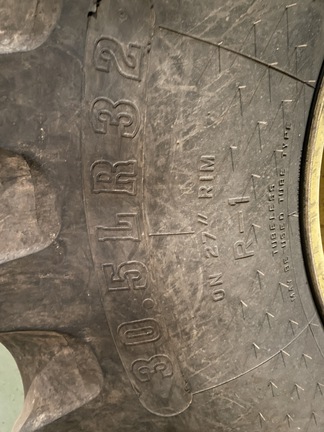 30.5LR32
ON 27" RIM
R-1
TUBELESS
MAY BE USED TUBE TYPE